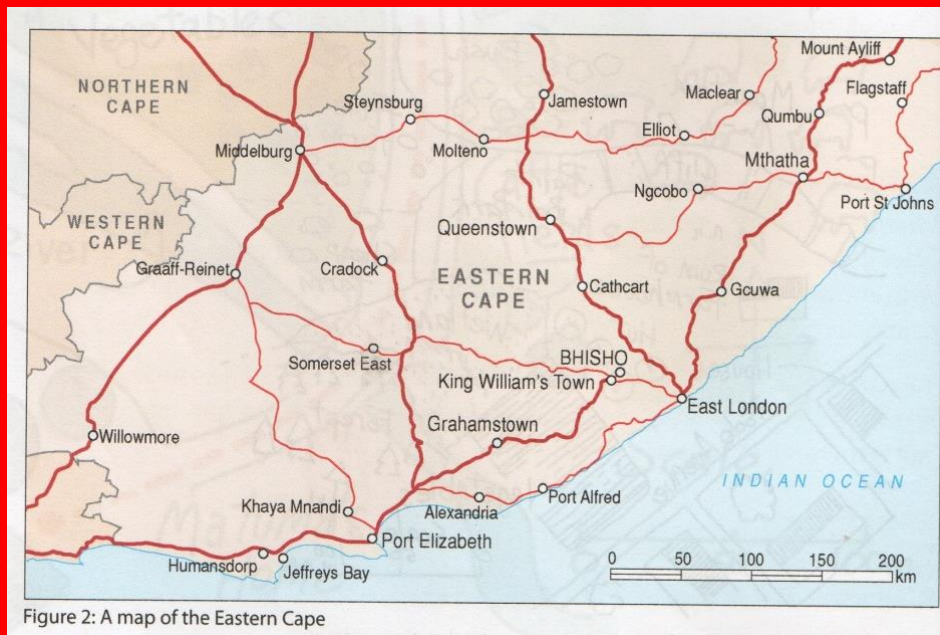 Mount Ayliff
NORTHERN
CAPE
Steynsburg
Jamestown
Maclear
Flagstaff
Qumbu
Middelburg
Molteno
Elliot
Mthatha
Ngcobo
Port St Johns
WESTERN
CAPE
Queenstown
Graaff-Reinet
Cradock
EASTERN
CAPE
Cathcart
Gcuwa
Somerset East
BHISHO
King William's Town
East London
Willowmore
Grahamstown
INDIAN OCEAN
Khaya Mnandi
Alexandria
Port Alfred
Port Elizabeth
Humansdorp
Jeffreys Bay
0 50 100 150 200
km
Figure 2: A map of the Eastern Cape